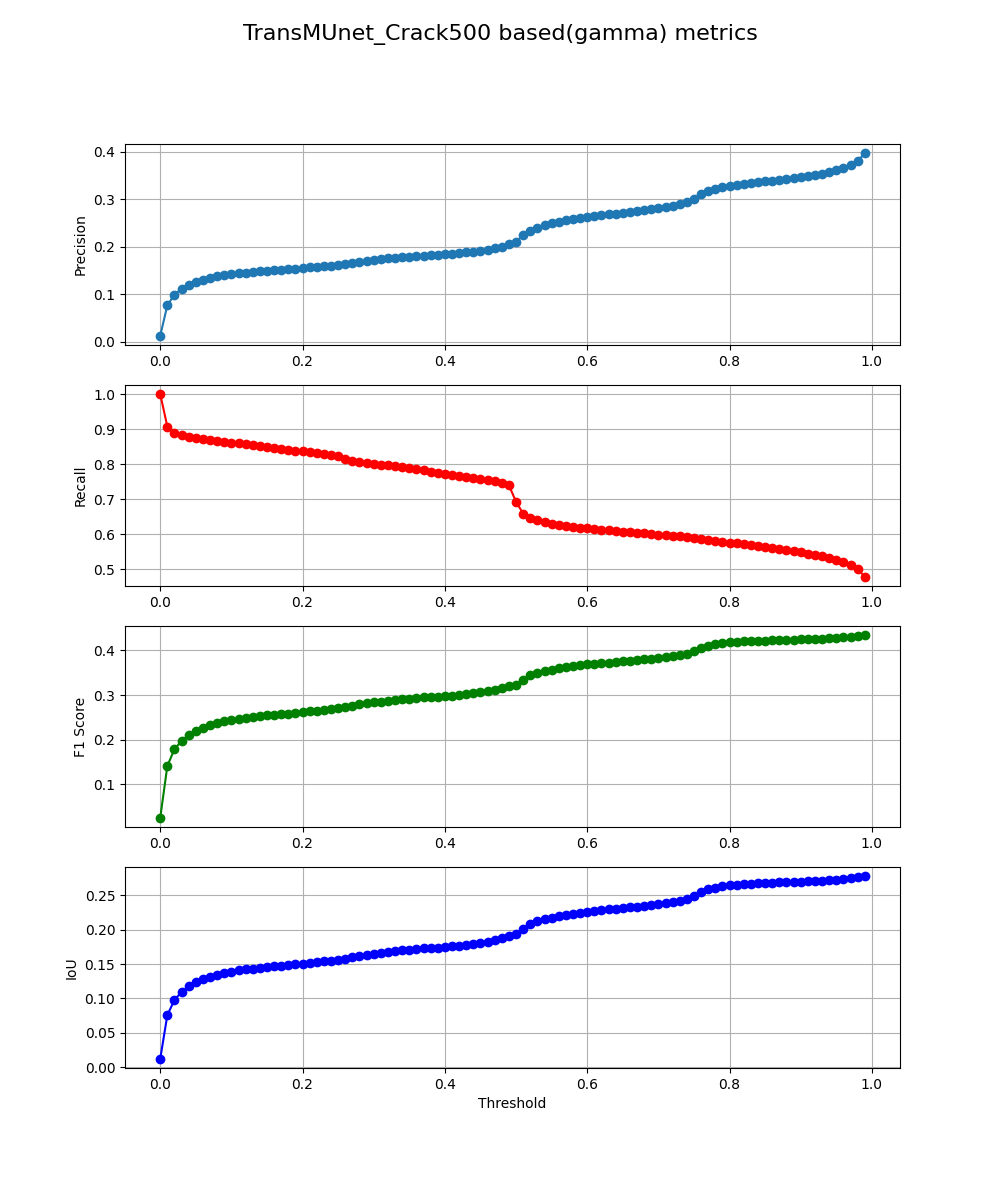 TransMUnet_Crack500 based(gamma) metrics
0.4
0.3
0.2
0.1
0.0
Precision
0.0 0.2 0.4 0.6 0.8 1.0
1.0
0.9
0.8
0.7
0.6
0.5
Recall
0.0 0.2 0.4 0.6 0.8 1.0
0.4
0.3
0.2
0.1
F1 Score
0.0 0.2 0.4 0.6 0.8 1.0
0.25
0.20
0.15
0.10
0.05
0.00
IoU
0.0 0.2 0.4 0.6 0.8 1.0
Threshold